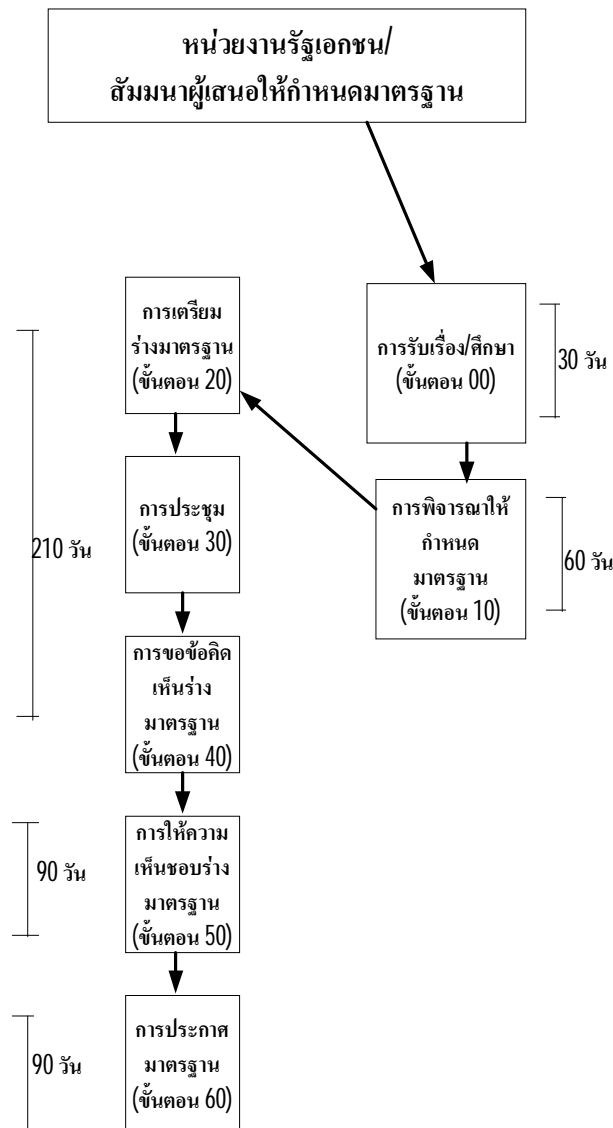 หน่วยงานรัฐเอกชน/
สัมมนาผู้เสนอให้กำหนดมาตรฐาน
การรับเรื่อง/ศึกษา
(ขั้นตอน 00)
30 วัน
การพิจารณาให้
กำหนด
มาตรฐาน
(ขั้นตอน 10)
60 วัน
การเตรียม
ร่างมาตรฐาน
(ขั้นตอน 20)
การประชุม
(ขั้นตอน 30)
210 วัน
การขอข้อคิด
เห็นร่าง
มาตรฐาน
(ขั้นตอน 40)
การให้ความ
เห็นชอบร่าง
มาตรฐาน
(ขั้นตอน 50)
90 วัน
การประกาศ
มาตรฐาน
(ขั้นตอน 60)
90 วัน